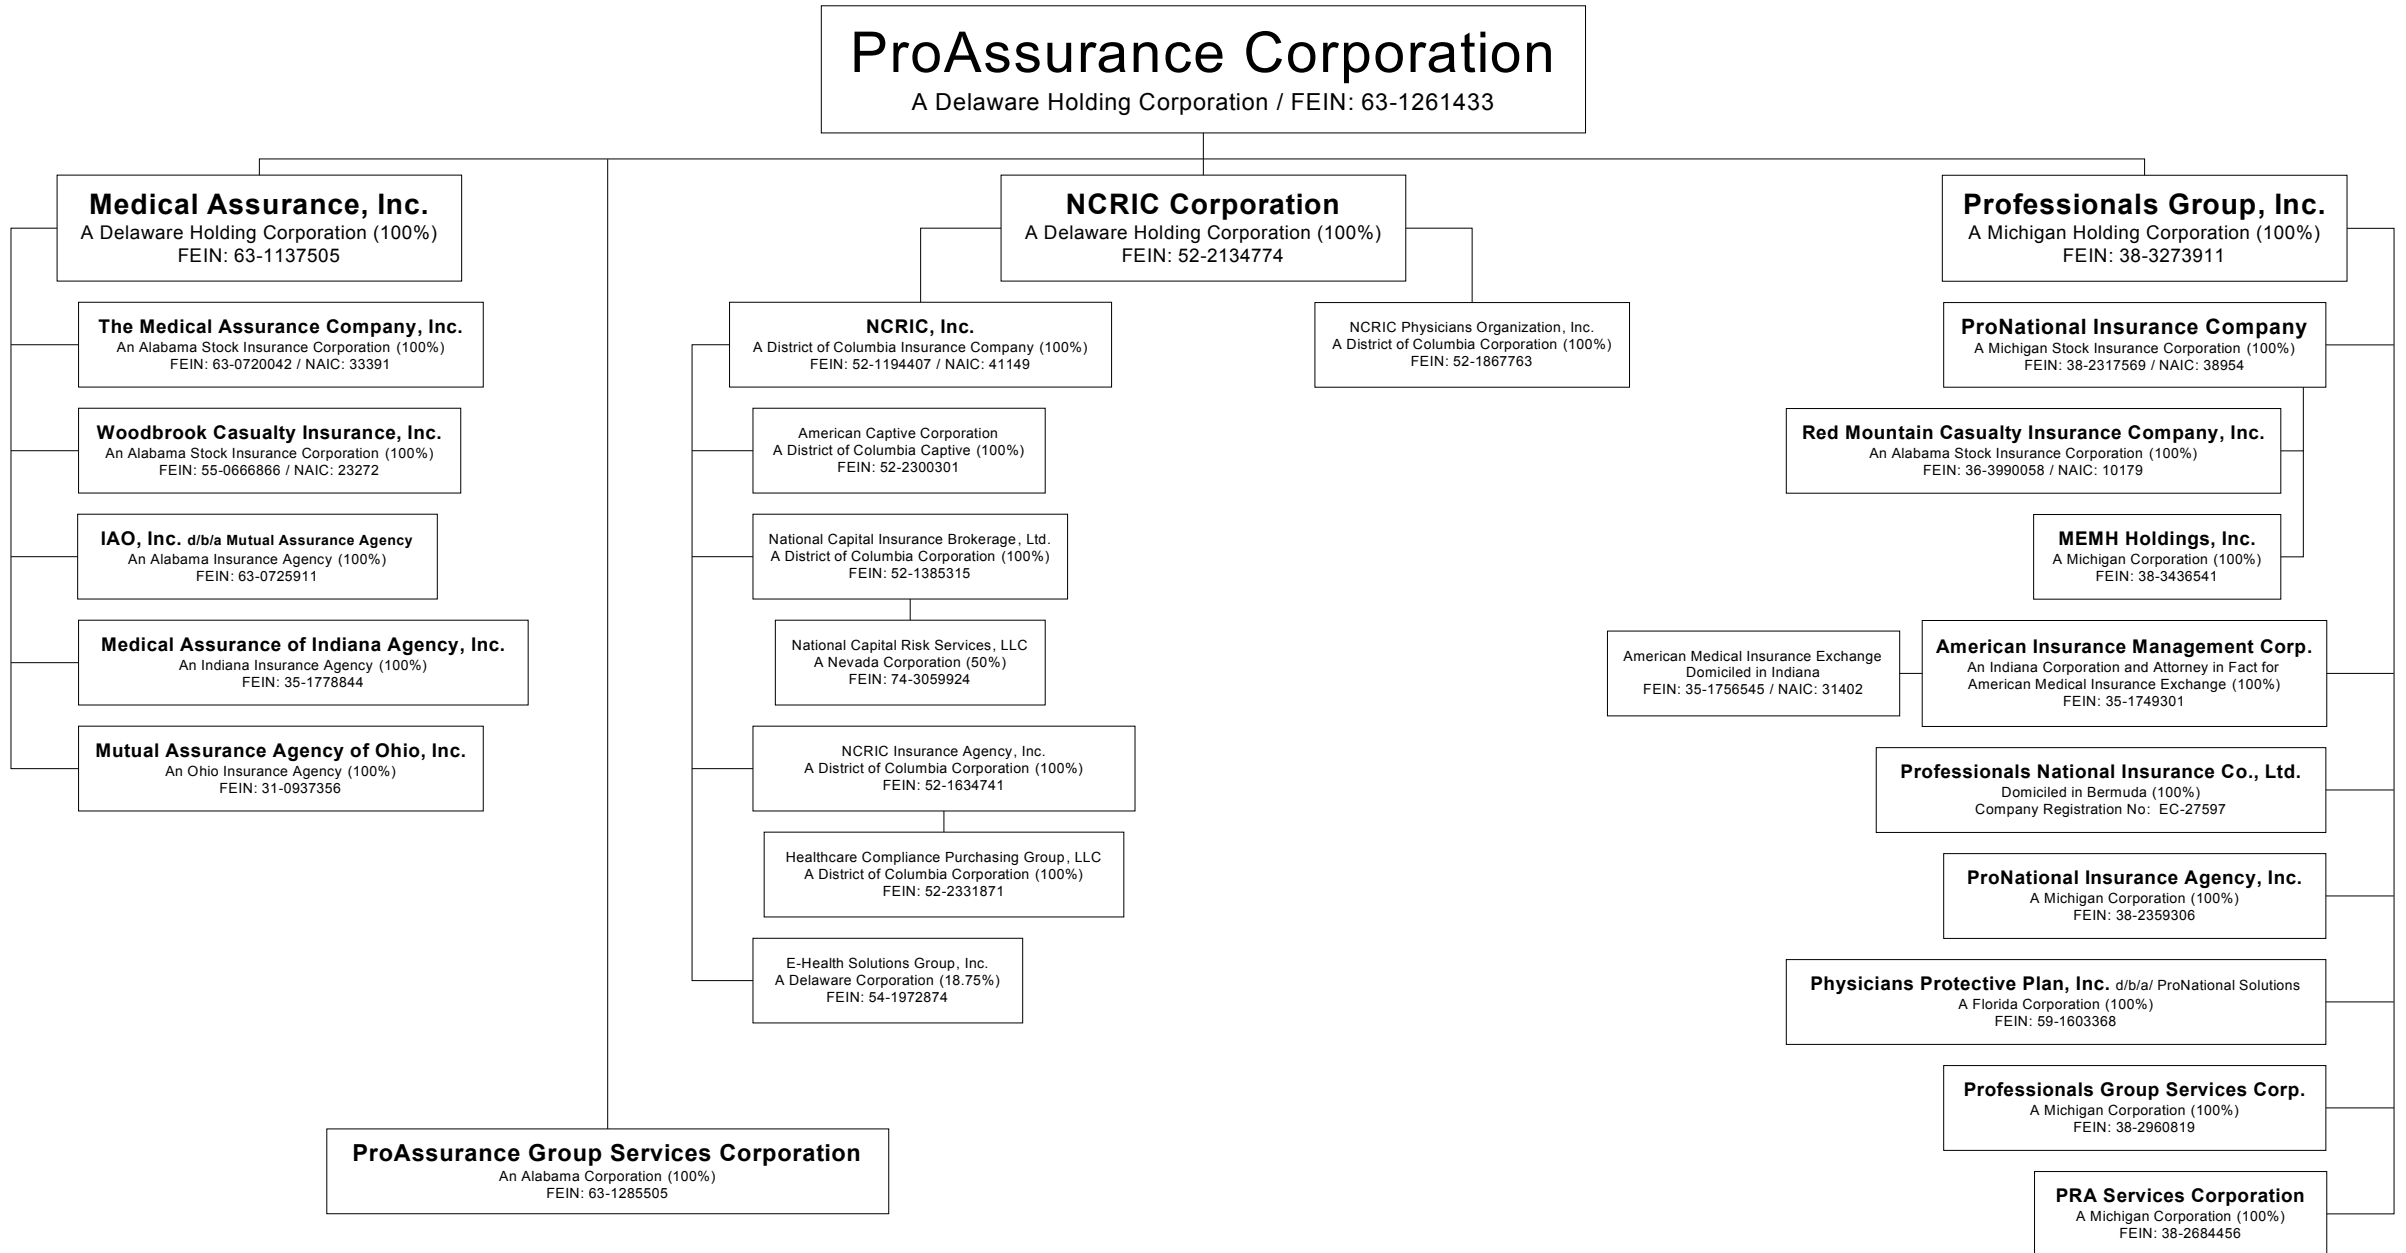 ProAssurance Corporation
A Delaware Holding Corporation / FEIN: 63-1261433
Medical Assurance, Inc.
A Delaware Holding Corporation (100%)
FEIN: 63-1137505
The Medical Assurance Company, Inc.
An Alabama Stock Insurance Corporation (100%)
FEIN: 63-0720042 / NAIC: 33391
Woodbrook Casualty Insurance, Inc.
An Alabama Stock Insurance Corporation (100%)
FEIN: 55-0666866 / NAIC: 23272
IAO, Inc. d/b/a Mutual Assurance Agency
An Alabama Insurance Agency (100%)
FEIN: 63-0725911
Medical Assurance of Indiana Agency, Inc.
An Indiana Insurance Agency (100%)
FEIN: 35-1778844
Mutual Assurance Agency of Ohio, Inc.
An Ohio Insurance Agency (100%)
FEIN: 31-0937356
ProAssurance Group Services Corporation
An Alabama Corporation (100%)
FEIN: 63-1285505
NCRIC Corporation
A Delaware Holding Corporation (100%)
FEIN: 52-2134774
NCRIC, Inc.
A District of Columbia Insurance Company (100%)
FEIN: 52-1194407 / NAIC: 41149
American Captive Corporation
A District of Columbia Captive (100%)
FEIN: 52-2300301
National Capital Insurance Brokerage, Ltd.
A District of Columbia Corporation (100%)
FEIN: 52-1385315
National Capital Risk Services, LLC
A Nevada Corporation (50%)
FEIN: 74-3059924
NCRIC Insurance Agency, Inc.
A District of Columbia Corporation (100%)
FEIN: 52-1634741
Healthcare Compliance Purchasing Group, LLC
A District of Columbia Corporation (100%)
FEIN: 52-2331871
E-Health Solutions Group, Inc.
A Delaware Corporation (18.75%)
FEIN: 54-1972874
NCRIC Physicians Organization, Inc.
A District of Columbia Corporation (100%)
FEIN: 52-1867763
Professionals Group, Inc.
A Michigan Holding Corporation (100%)
FEIN: 38-3273911
ProNational Insurance Company
A Michigan Stock Insurance Corporation (100%)
FEIN: 38-2317569 / NAIC: 38954
Red Mountain Casualty Insurance Company, Inc.
An Alabama Stock Insurance Corporation (100%)
FEIN: 36-3990058 / NAIC: 10179
MEMH Holdings, Inc.
A Michigan Corporation (100%)
FEIN: 38-3436541
American Medical Insurance Exchange
Domiciled in Indiana
FEIN: 35-1756545 / NAIC: 31402
American Insurance Management Corp.
An Indiana Corporation and Attorney in Fact for
American Medical Insurance Exchange (100%)
FEIN: 35-1749301
Professionals National Insurance Co., Ltd.
Domiciled in Bermuda (100%)
Company Registration No: EC-27597
ProNational Insurance Agency, Inc.
A Michigan Corporation (100%)
FEIN: 38-2359306
Physicians Protective Plan, Inc. d/b/a/ ProNational Solutions
A Florida Corporation (100%)
FEIN: 59-1603368
Professionals Group Services Corp.
A Michigan Corporation (100%)
FEIN: 38-2960819
PRA Services Corporation
A Michigan Corporation (100%)
FEIN: 38-2684456